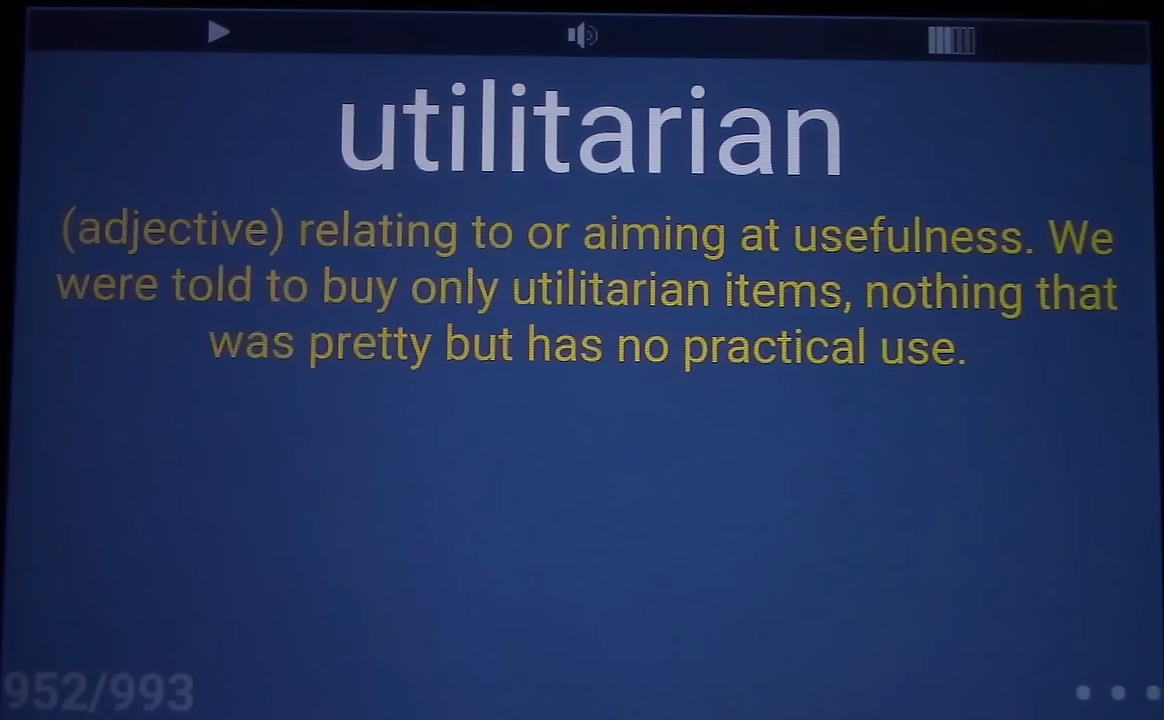 utilitarian
(adjective) relating to or aiming at usefulness. We
were told to buy only utilitarian items, nothing that
was pretty but has no practical use.
952/993